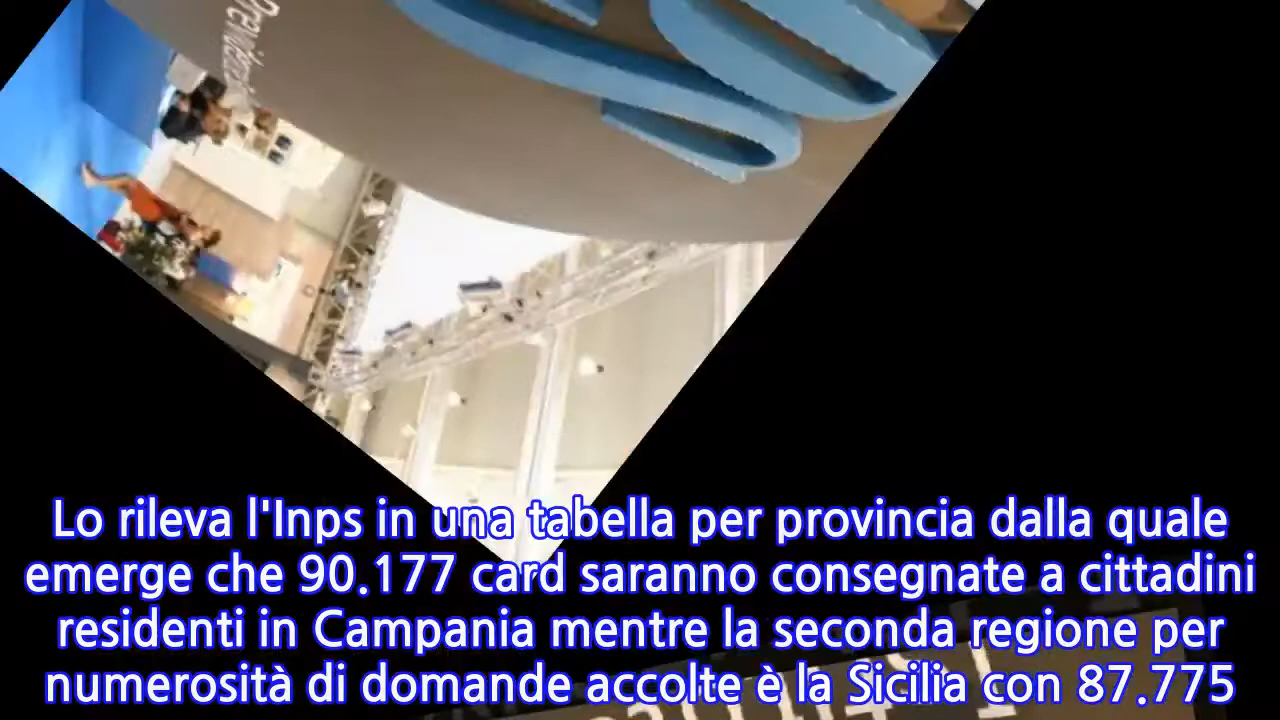 Lo rileva l'Inps in una tabella per provincia dalla quale
emerge che 90.177 card saranno consegnate a cittadini
residenti in Campania mentre la seconda regione per
numerosità di domande accolte è la Sicilia con 87.775